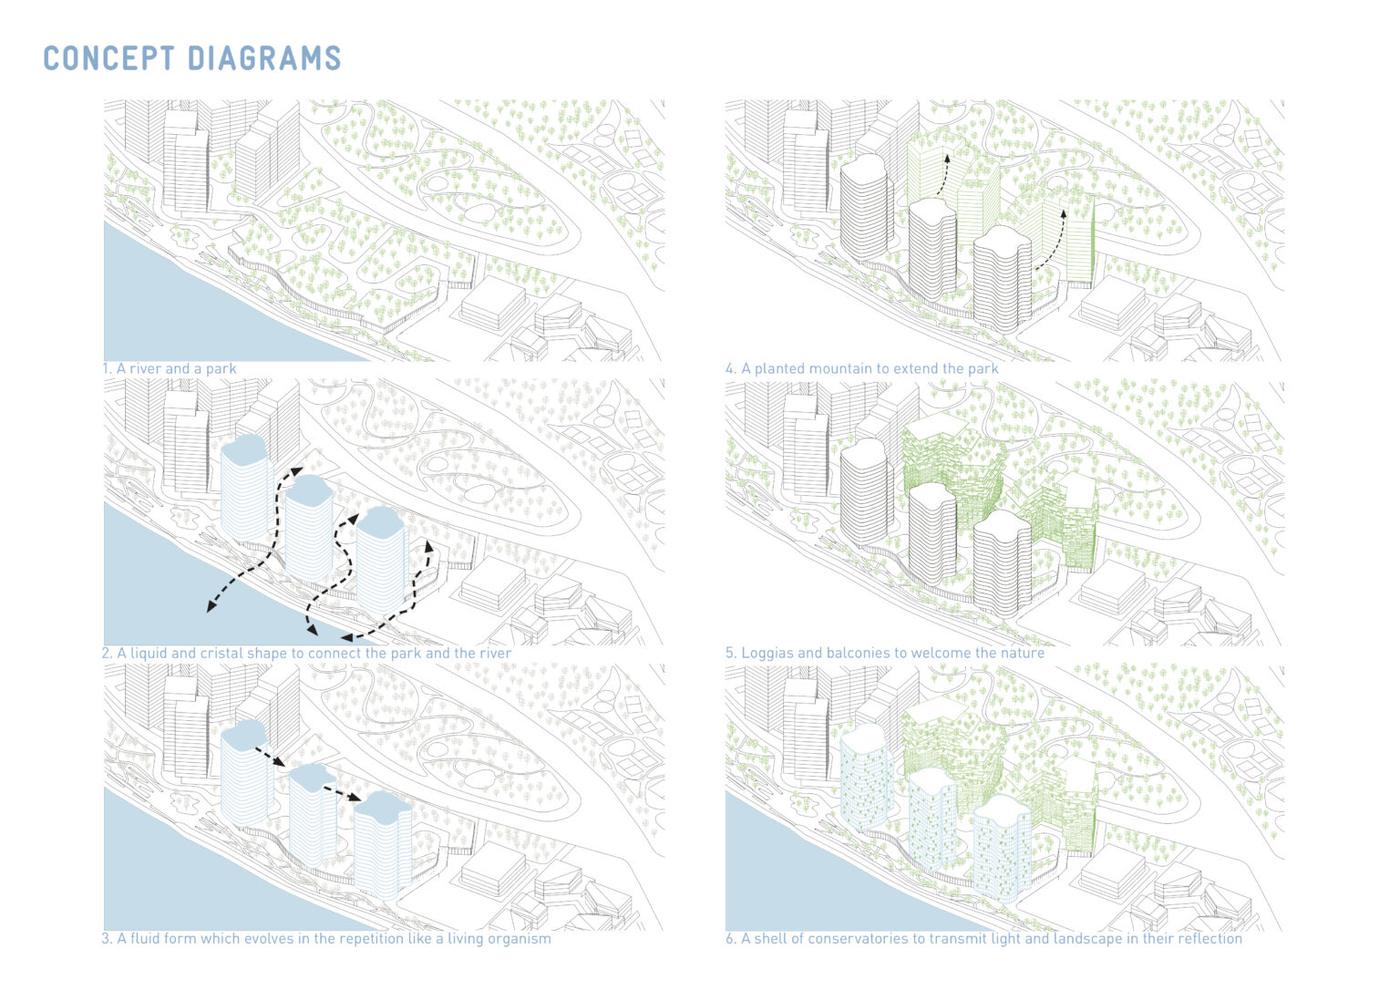 CONCEPT DIAGRAMS
1. A river and a park
2. A liquid and cristal shape to connect the park and the river
3. A fluid form which evolves in the repetition like a living organism
4. A planted mountain to extend the park
5. Loggias and balconies to welcome the nature
6. A shell of conservatories to transmit light and landscape in their reflection